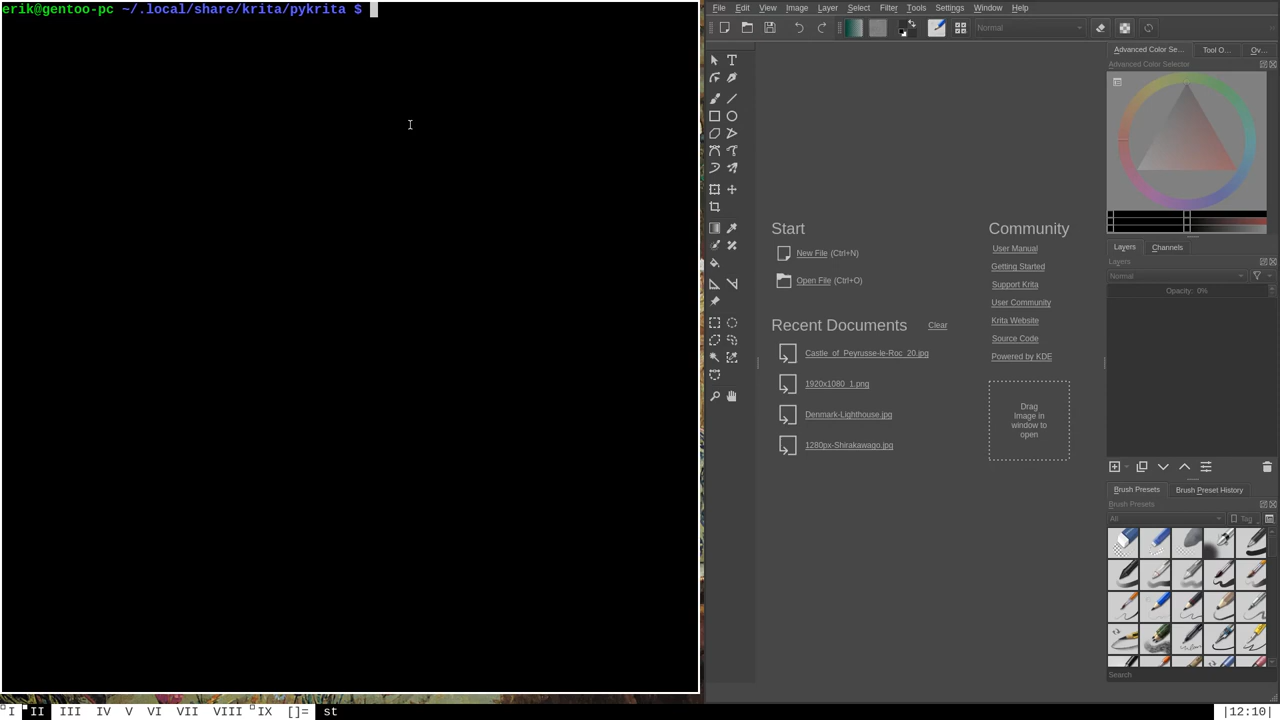 erik@gentoo-pc ~/.local/share/krita/pykrita $
File Edit View Image Layer Select Filter Tools Settings Window Help
Normal
Advanced Color Se... Tool O... Ov...
Advanced Color Selector
Start
New File (Ctrl+N)
Open File (Ctrl+O)
Recent Documents Clear
Castle_of_Peyrusse-le-Roc_20.jpg
1920x1080_1.png
Denmark-Lighthouse.jpg
1280px-Shirakawago.jpg
Community
User Manual
Getting Started
Support Krita
User Community
Krita Website
Source Code
Powered by KDE
Drag
Image in
window to
open
Layers Channels
Layers
Normal
Opacity: 0%
Brush Presets Brush Preset History
Brush Presets
All Tag
Search
I II III IV V VI VII VIII IX []= st |12:10|